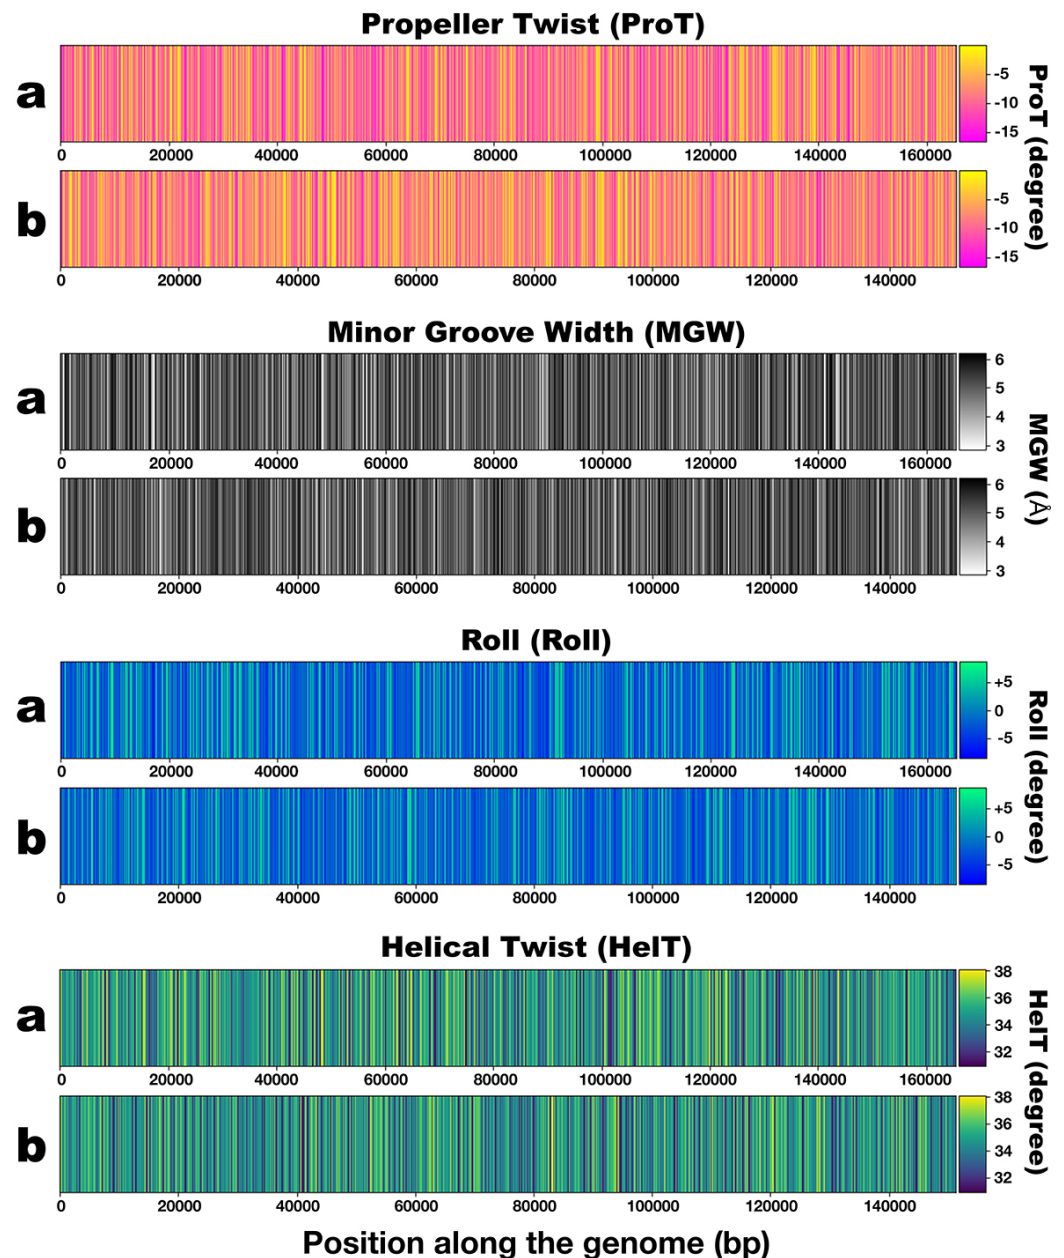 Propeller Twist (ProT)
a
-5
-10
-15
0 20000 40000 60000 80000 100000 120000 140000 160000
b
-5
-10
-15
0 20000 40000 60000 80000 100000 120000 140000
ProT (degree)
Minor Groove Width (MGW)
a
6
5
4
3
0 20000 40000 60000 80000 100000 120000 140000 160000
b
6
5
4
3
0 20000 40000 60000 80000 100000 120000 140000
MGW (Å)
Roll (Roll)
a
+5
0
-5
0 20000 40000 60000 80000 100000 120000 140000 160000
b
+5
0
-5
0 20000 40000 60000 80000 100000 120000 140000
Roll (degree)
Helical Twist (HelT)
a
38
36
34
32
0 20000 40000 60000 80000 100000 120000 140000 160000
b
38
36
34
32
0 20000 40000 60000 80000 100000 120000 140000
HelT (degree)
Position along the genome (bp)